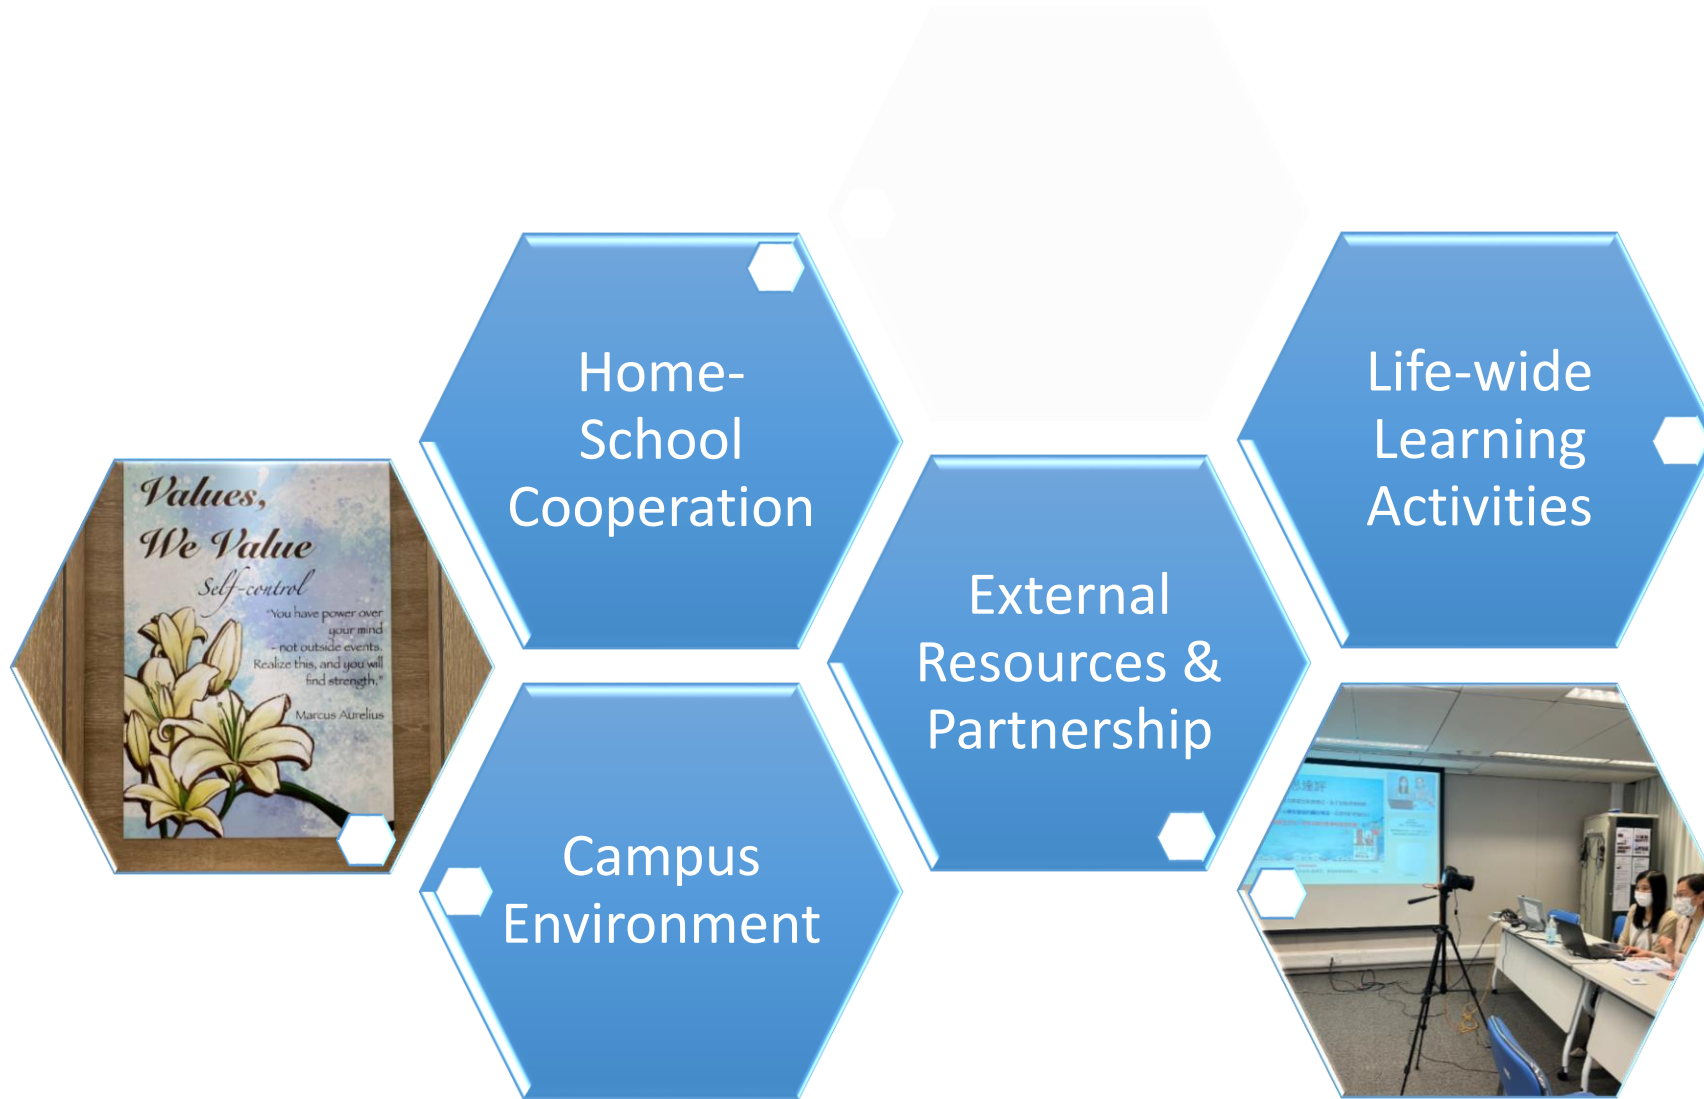 Home-
School
Cooperation
Life-wide
Learning
Activities
Values,
We Value
Self-control
"You have power over
your mind
- not outside events.
Realize this, and you will
find strength."
Marcus Aurelius
External
Resources &
Partnership
Campus
Environment